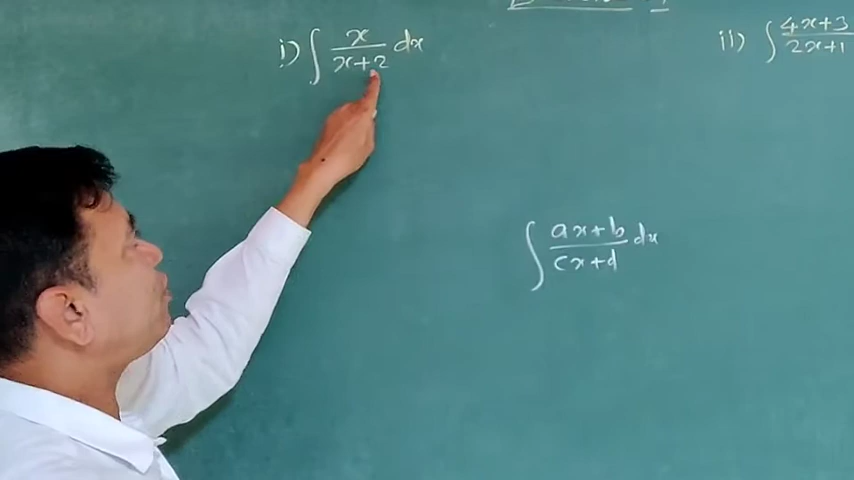 i) ∫ x/(x+2) dx
ii) ∫ (4x+3)/(2x+1)
∫ (ax+b)/(cx+d) dx